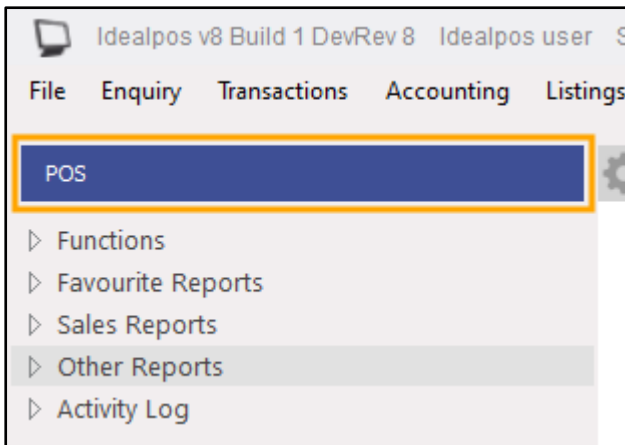 Idealpos v8 Build 1 DevRev 8 Idealpos user S
File Enquiry Transactions Accounting Listings
POS
Functions
Favourite Reports
Sales Reports
Other Reports
Activity Log